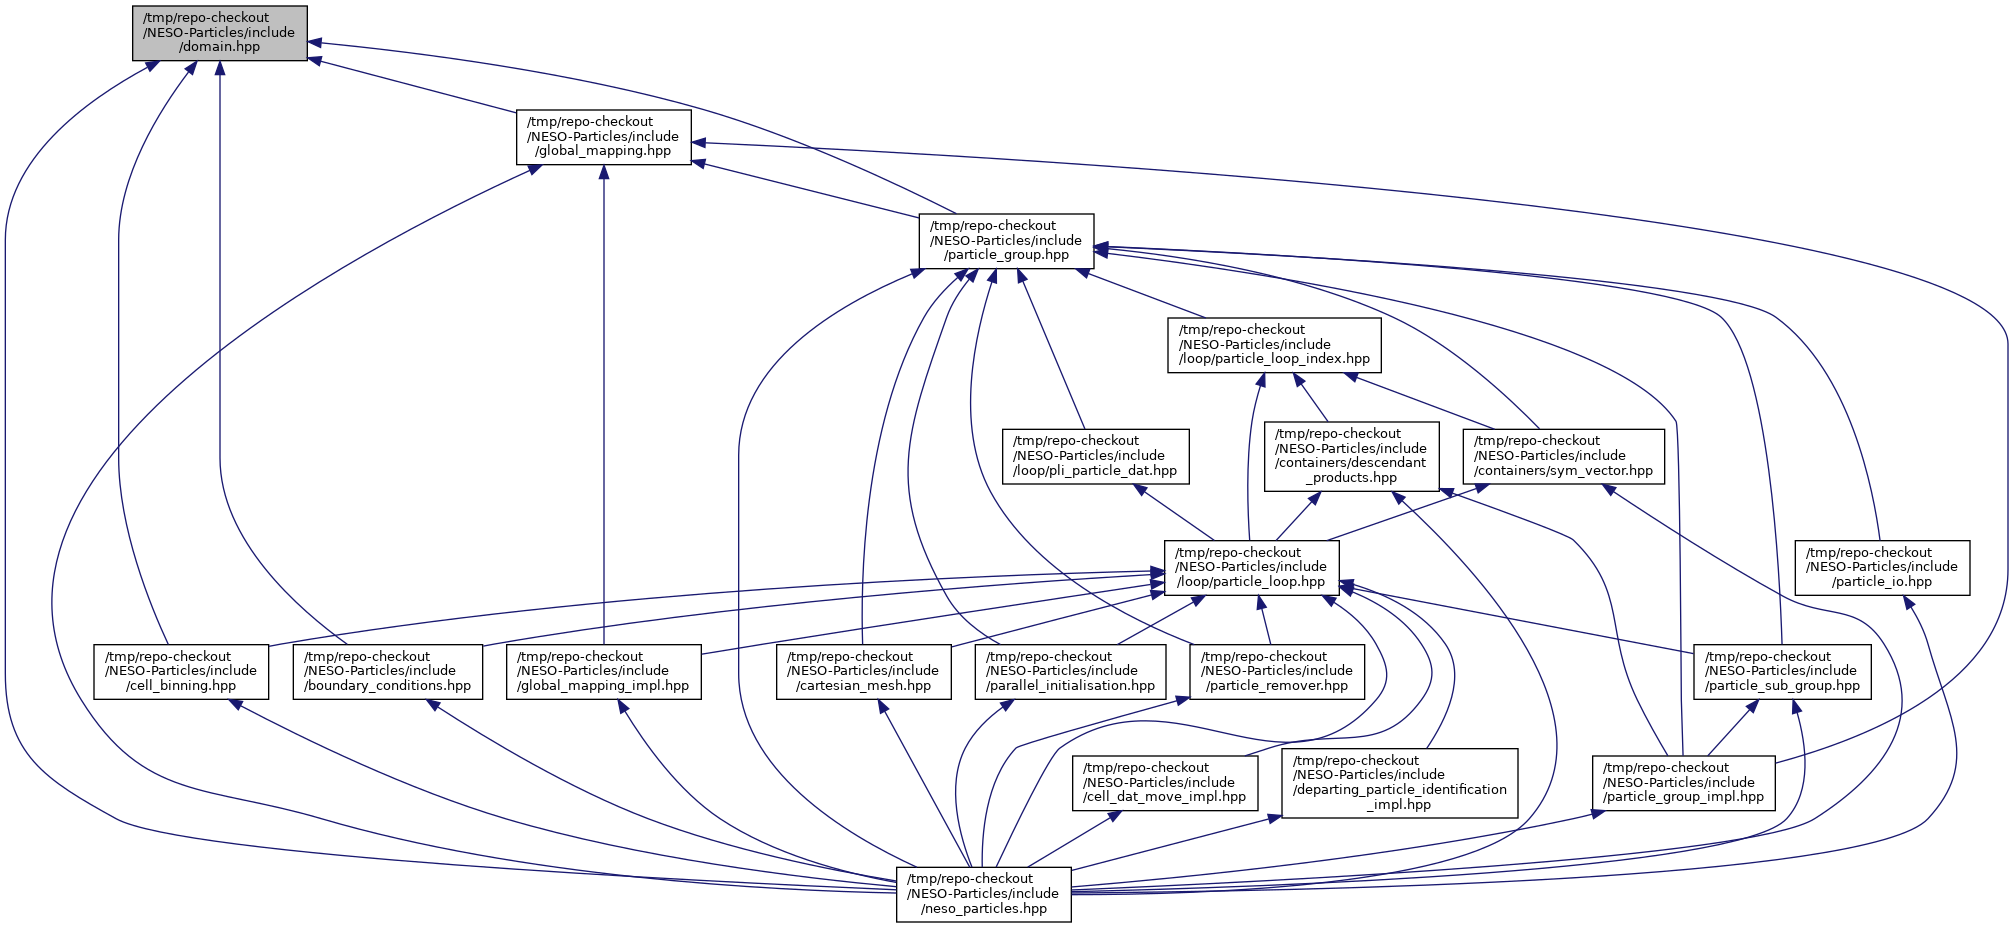 /tmp/repo-checkout
/NESO-Particles/include
/domain.hpp
/tmp/repo-checkout
/NESO-Particles/include
/global_mapping.hpp
/tmp/repo-checkout
/NESO-Particles/include
/particle_group.hpp
/tmp/repo-checkout
/NESO-Particles/include
/loop/particle_loop_index.hpp
/tmp/repo-checkout
/NESO-Particles/include
/loop/pli_particle_dat.hpp
/tmp/repo-checkout
/NESO-Particles/include
/containers/descendant
_products.hpp
/tmp/repo-checkout
/NESO-Particles/include
/containers/sym_vector.hpp
/tmp/repo-checkout
/NESO-Particles/include
/loop/particle_loop.hpp
/tmp/repo-checkout
/NESO-Particles/include
/particle_io.hpp
/tmp/repo-checkout
/NESO-Particles/include
/cell_binning.hpp
/tmp/repo-checkout
/NESO-Particles/include
/boundary_conditions.hpp
/tmp/repo-checkout
/NESO-Particles/include
/global_mapping_impl.hpp
/tmp/repo-checkout
/NESO-Particles/include
/cartesian_mesh.hpp
/tmp/repo-checkout
/NESO-Particles/include
/parallel_initialisation.hpp
/tmp/repo-checkout
/NESO-Particles/include
/particle_remover.hpp
/tmp/repo-checkout
/NESO-Particles/include
/particle_sub_group.hpp
/tmp/repo-checkout
/NESO-Particles/include
/cell_dat_move_impl.hpp
/tmp/repo-checkout
/NESO-Particles/include
/departing_particle_identification
_impl.hpp
/tmp/repo-checkout
/NESO-Particles/include
/particle_group_impl.hpp
/tmp/repo-checkout
/NESO-Particles/include
/neso_particles.hpp